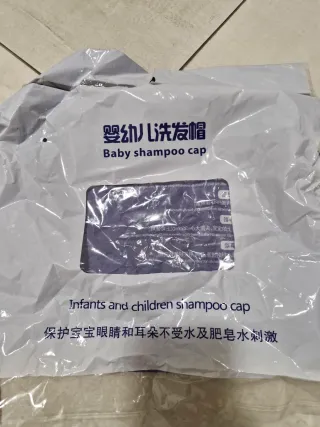 婴幼儿洗发帽
Baby shampoo cap
Infants and children shampoo cap
保护宝宝眼睛和耳朵不受水及肥皂水刺激